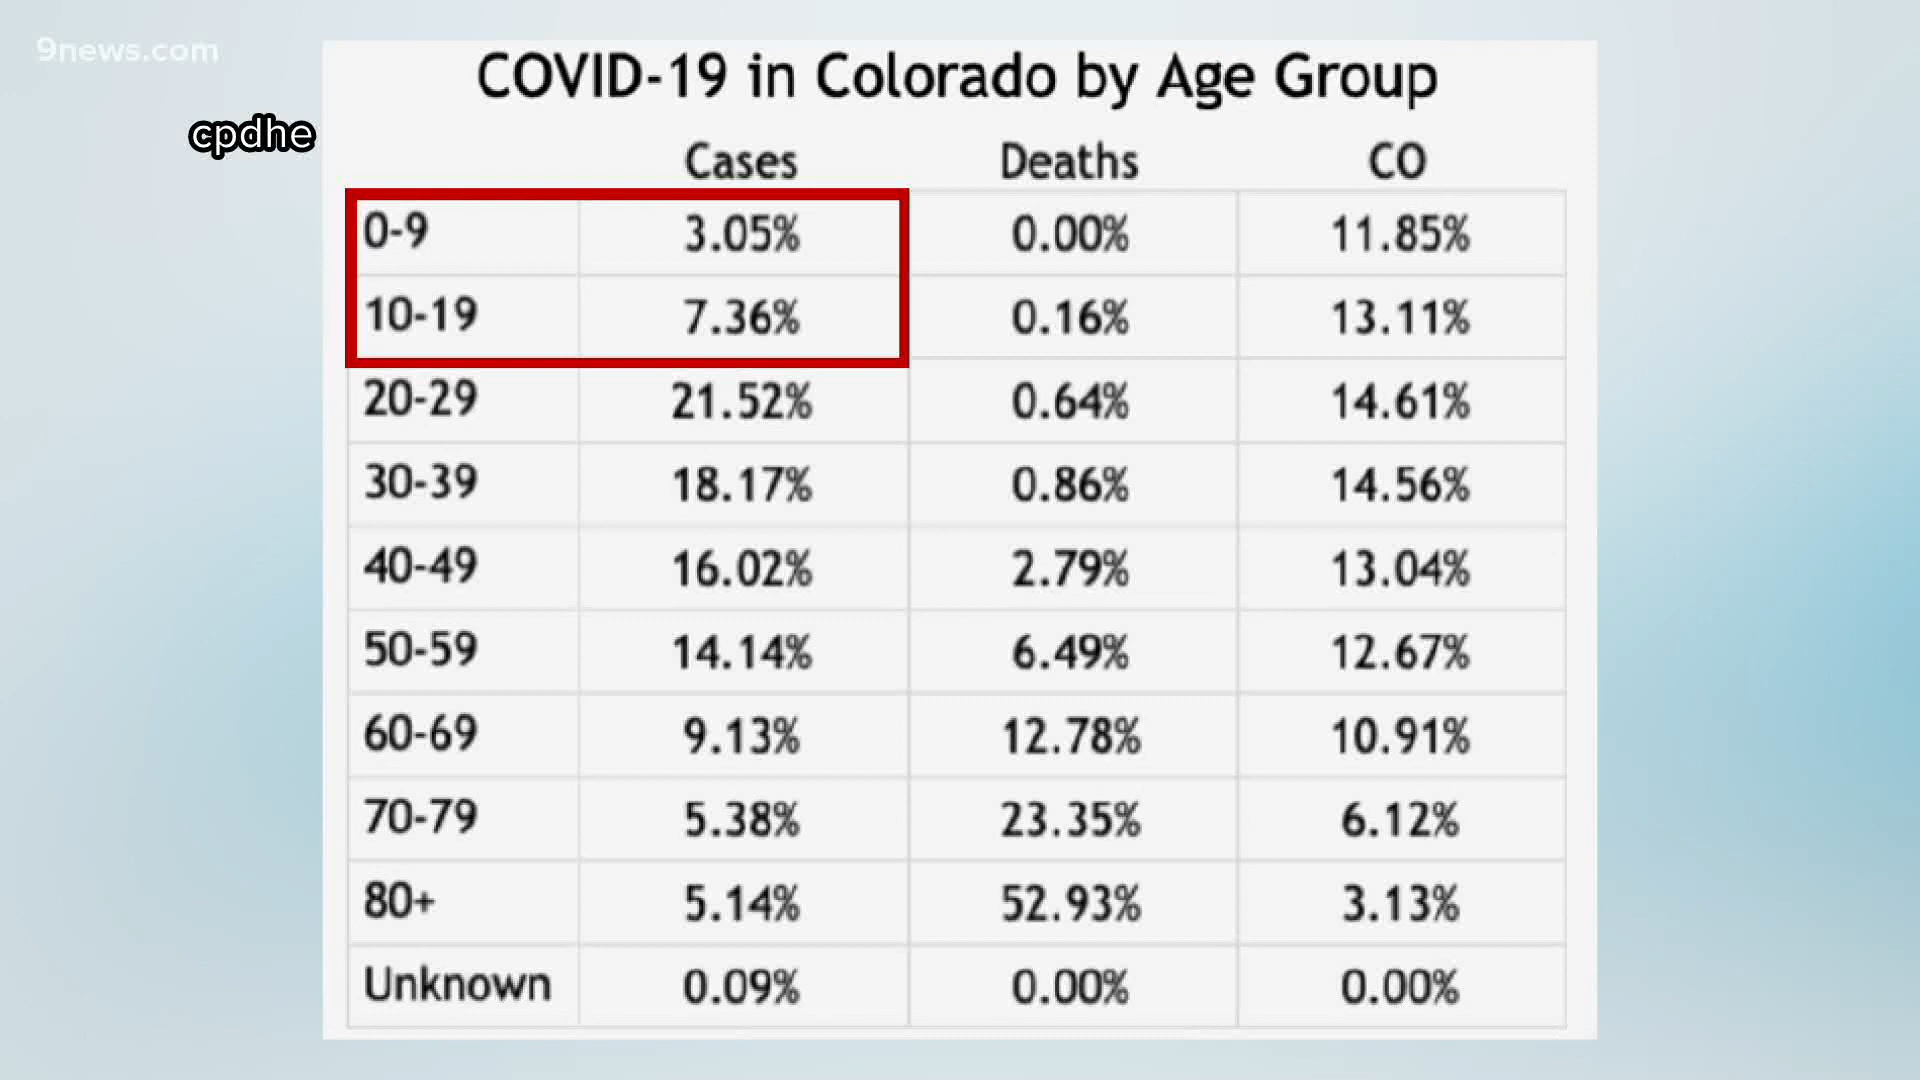 9news.com
cpdhe
COVID-19 in Colorado by Age Group
Cases Deaths CO
0-9 3.05% 0.00% 11.85%
10-19 7.36% 0.16% 13.11%
20-29 21.52% 0.64% 14.61%
30-39 18.17% 0.86% 14.56%
40-49 16.02% 2.79% 13.04%
50-59 14.14% 6.49% 12.67%
60-69 9.13% 12.78% 10.91%
70-79 5.38% 23.35% 6.12%
80+ 5.14% 52.93% 3.13%
Unknown 0.09% 0.00% 0.00%